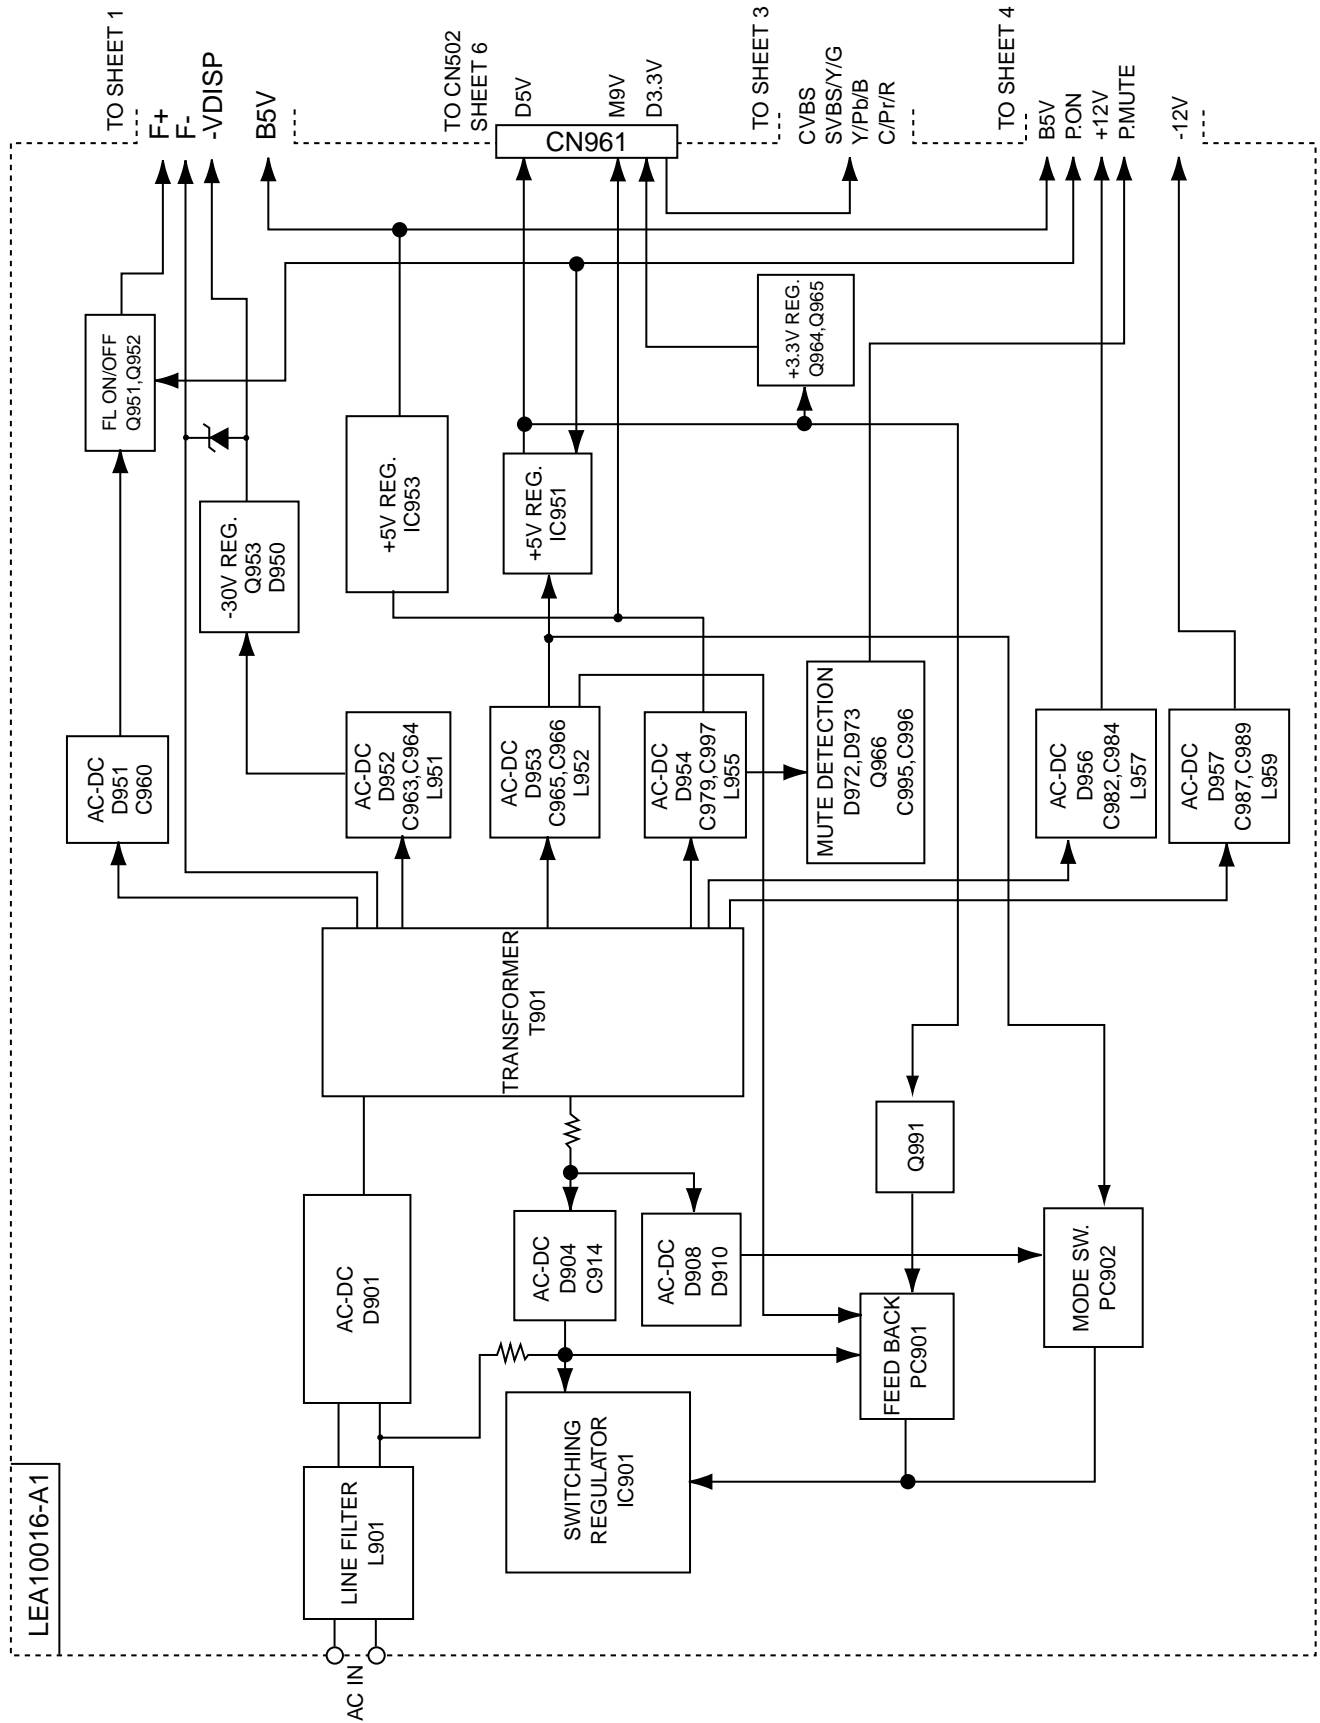 LEA10016-A1
AC IN
LINE FILTER
L901
AC-DC
D901
SWITCHING
REGULATOR
IC901
AC-DC
D904
C914
AC-DC
D908
D910
FEED BACK
PC901
MODE SW.
PC902
Q991
TRANSFORMER
T901
AC-DC
D951
C960
AC-DC
D952
C963,C964
L951
AC-DC
D953
C965,C966
L952
AC-DC
D954
C979,C997
L955
MUTE DETECTION
D972,D973
Q966
C995,C996
AC-DC
D956
C982,C984
L957
AC-DC
D957
C987,C989
L959
-30V REG.
Q953
D950
+5V REG.
IC953
+5V REG.
IC951
FL ON/OFF
Q951,Q952
+3.3V REG.
Q964,Q965
TO SHEET 1
F+
F-
-VDISP
B5V
TO CN502
SHEET 6
D5V
M9V
D3.3V
CN961
TO SHEET 3
CVBS
SVBS/Y/G
Y/Pb/B
C/Pr/R
TO SHEET 4
B5V
P.ON
+12V
P.MUTE
-12V